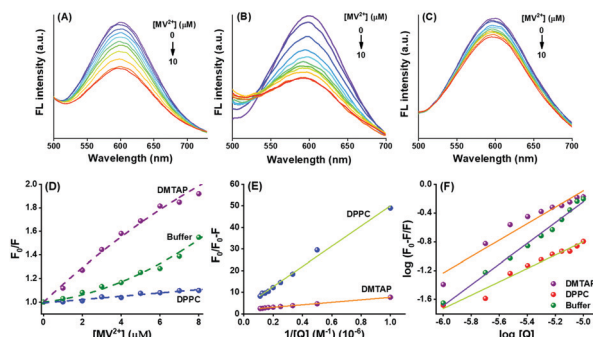 (A)
[MV²⁺] (μM)
0
10
FL intensity (a.u.)
500 550 600 650 700
Wavelength (nm)
(B)
[MV²⁺] (μM)
0
10
FL intensity (a.u.)
500 550 600 650 700
Wavelength (nm)
(C)
[MV²⁺] (μM)
0
10
FL intensity (a.u.)
500 550 600 650 700
Wavelength (nm)
(D)
DMTAP
Buffer
DPPC
F₀/F
2.0
1.8
1.6
1.4
1.2
1.0
0 2 4 6 8
[MV²⁺] (μM)
(E)
DPPC
DMTAP
F₀/F₀-F
60
50
40
30
20
10
0
0.0 0.2 0.4 0.6 0.8 1.0
1/[Q] (M⁻¹) (10⁻⁶)
(F)
DMTAP
DPPC
Buffer
log (F₀-F/F)
0.0
-0.4
-0.8
-1.2
-1.6
-6.0 -5.8 -5.6 -5.4 -5.2 -5.0
log [Q]